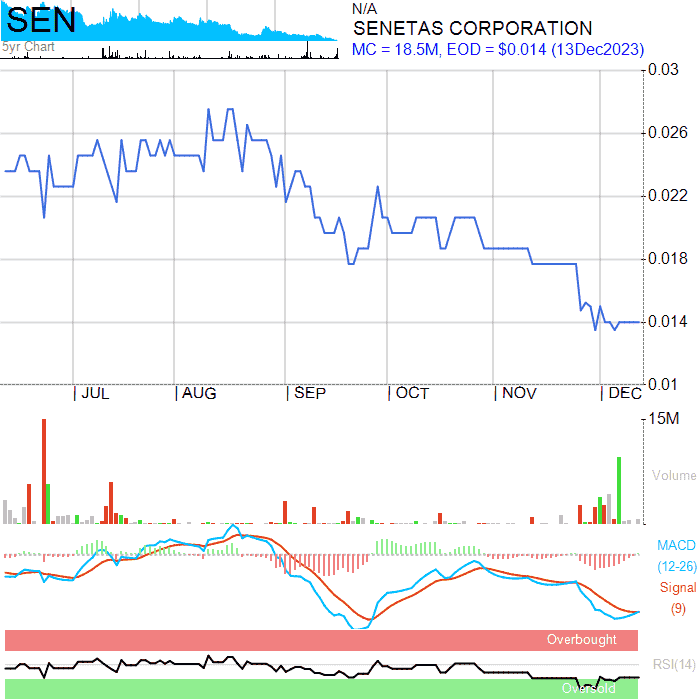 SEN
5yr Chart
N/A
SENETAS CORPORATION
MC = 18.5M, EOD = $0.014 (13Dec2023)
0.03
0.026
0.022
0.018
0.014
0.01
| JUL | AUG | SEP | OCT | NOV | DEC
15M
Volume
MACD
(12-26)
Signal
(9)
Overbought
RSI(14)
Oversold